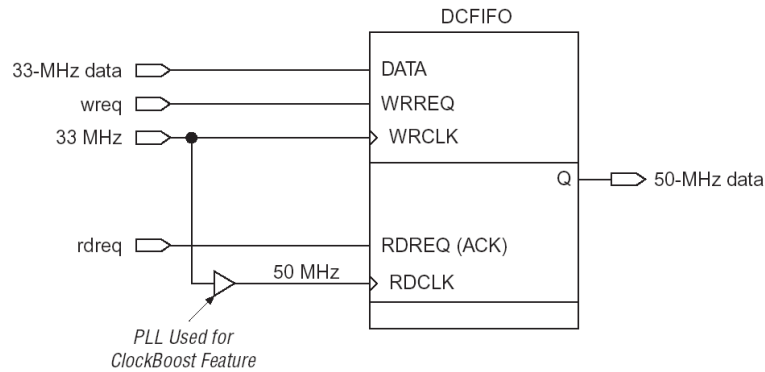 DCFIFO
33-MHz data
DATA
wreq
WRREQ
33 MHz
WRCLK
Q
50-MHz data
rdreq
RDREQ (ACK)
50 MHz
RDCLK
PLL Used for
ClockBoost Feature